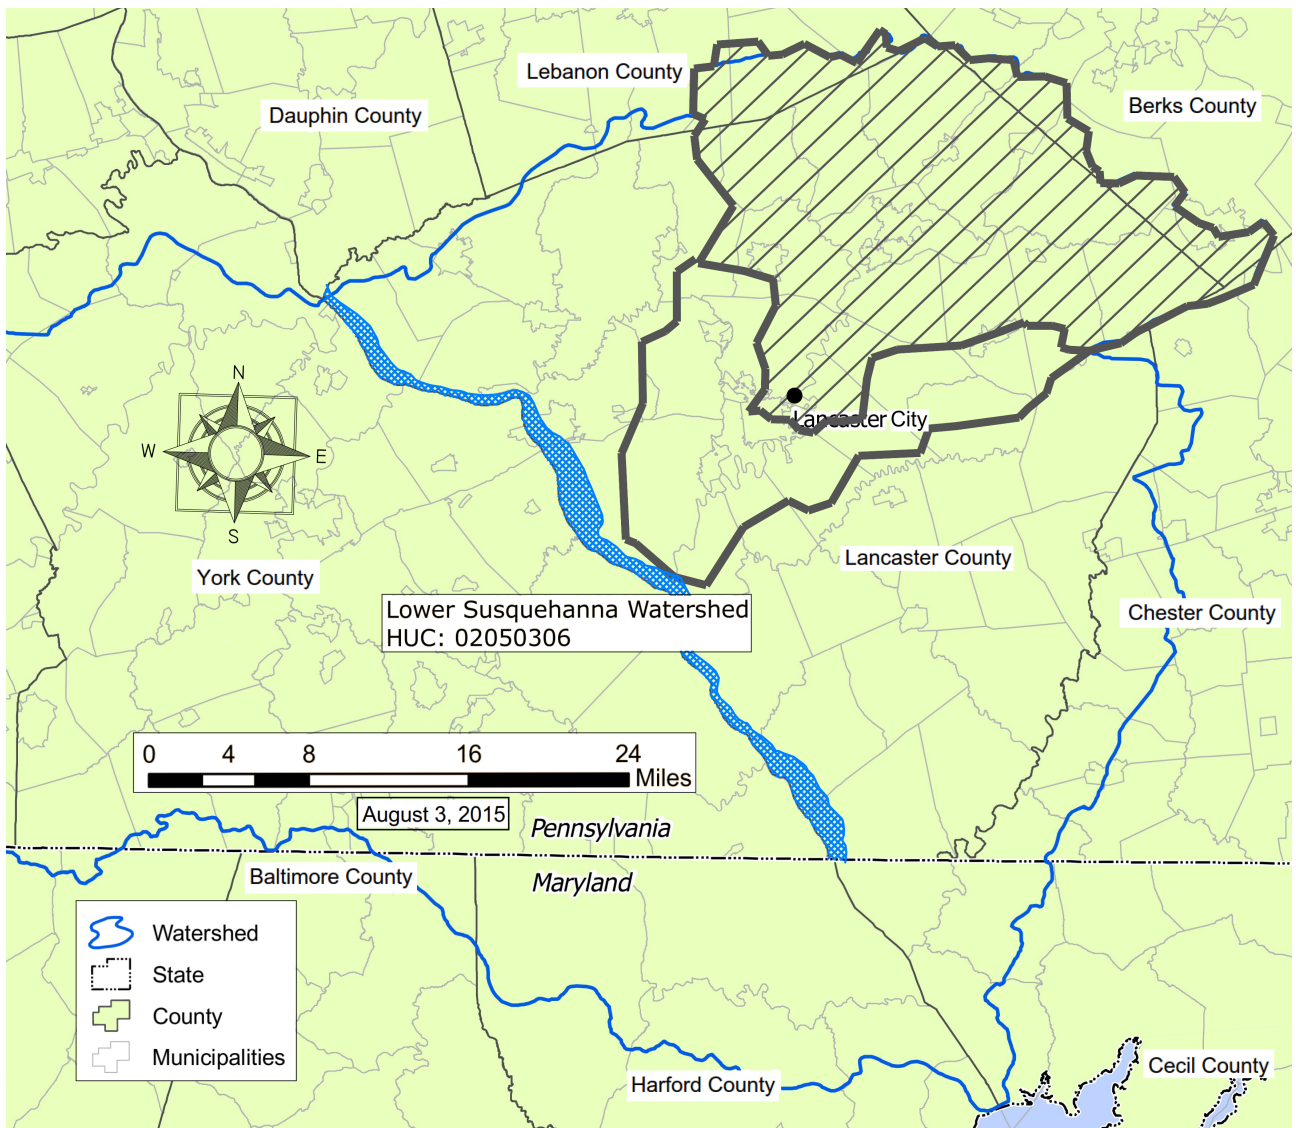 Lebanon County
Berks County
Dauphin County
N
W
E
S
Lancaster City
Lancaster County
York County
Lower Susquehanna Watershed
HUC: 02050306
Chester County
0 4 8 16 24
Miles
August 3, 2015
Pennsylvania
Maryland
Baltimore County
Watershed
State
County
Municipalities
Harford County
Cecil County